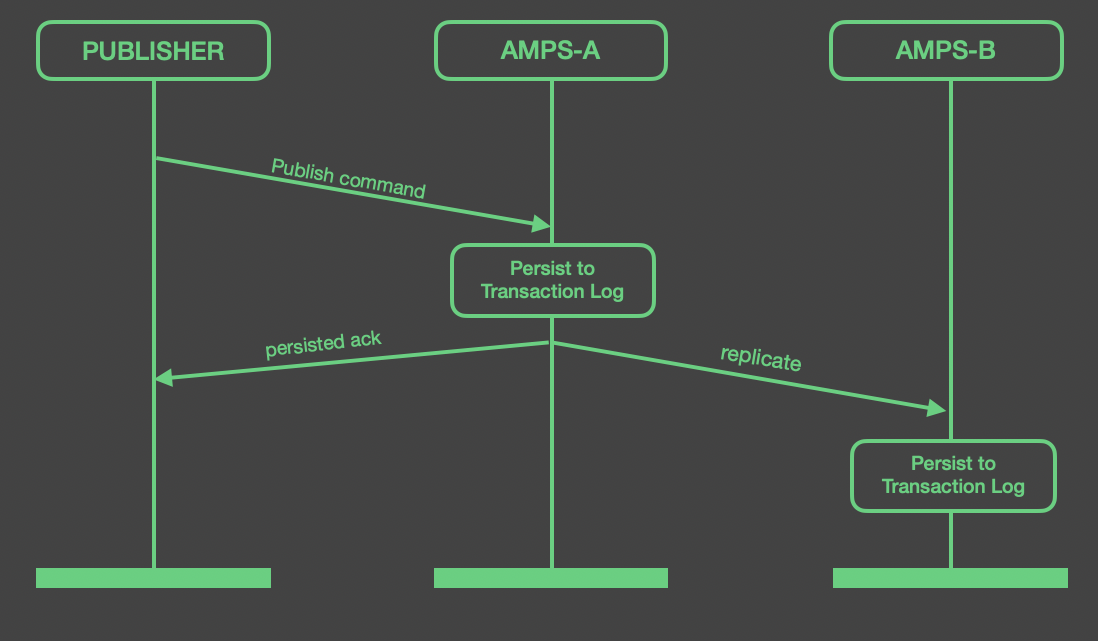 PUBLISHER
AMPS-A
AMPS-B
Publish command
Persist to
Transaction Log
persisted ack
replicate
Persist to
Transaction Log